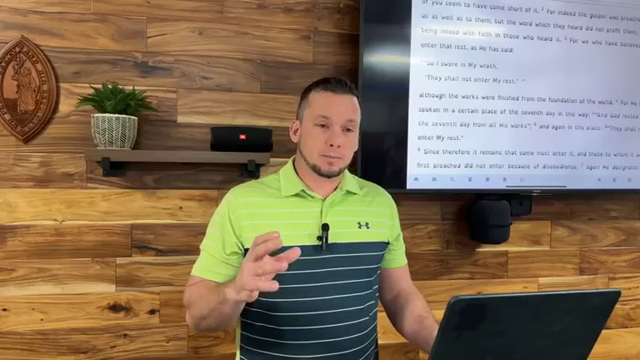 of you seem to have come short of it. 2 For indeed the gospel was preached
us as well as to them; but the word which they heard did not profit them,
being mixed with faith in those who heard it. 3 For we who have believed
enter that rest, as He has said:
"So I swore in My wrath,
'They shall not enter My rest,'"
although the works were finished from the foundation of the world. 4 For He
spoken in a certain place of the seventh day in this way: "And God rested
the seventh day from all His works"; 5 and again in this place: "They
enter My rest."
6 Since therefore it remains that some must enter it, and those to whom it w
first preached did not enter because of disobedience, 7 again He designates
JBL